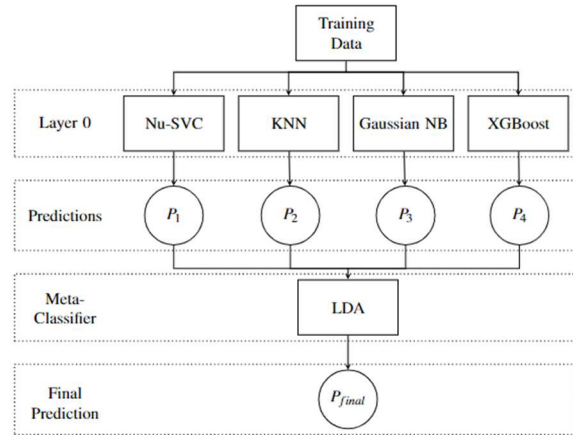 Training
Data
Layer 0
Nu-SVC
KNN
Gaussian NB
XGBoost
Predictions
P1
P2
P3
P4
Meta-
Classifier
LDA
Final
Prediction
Pfinal